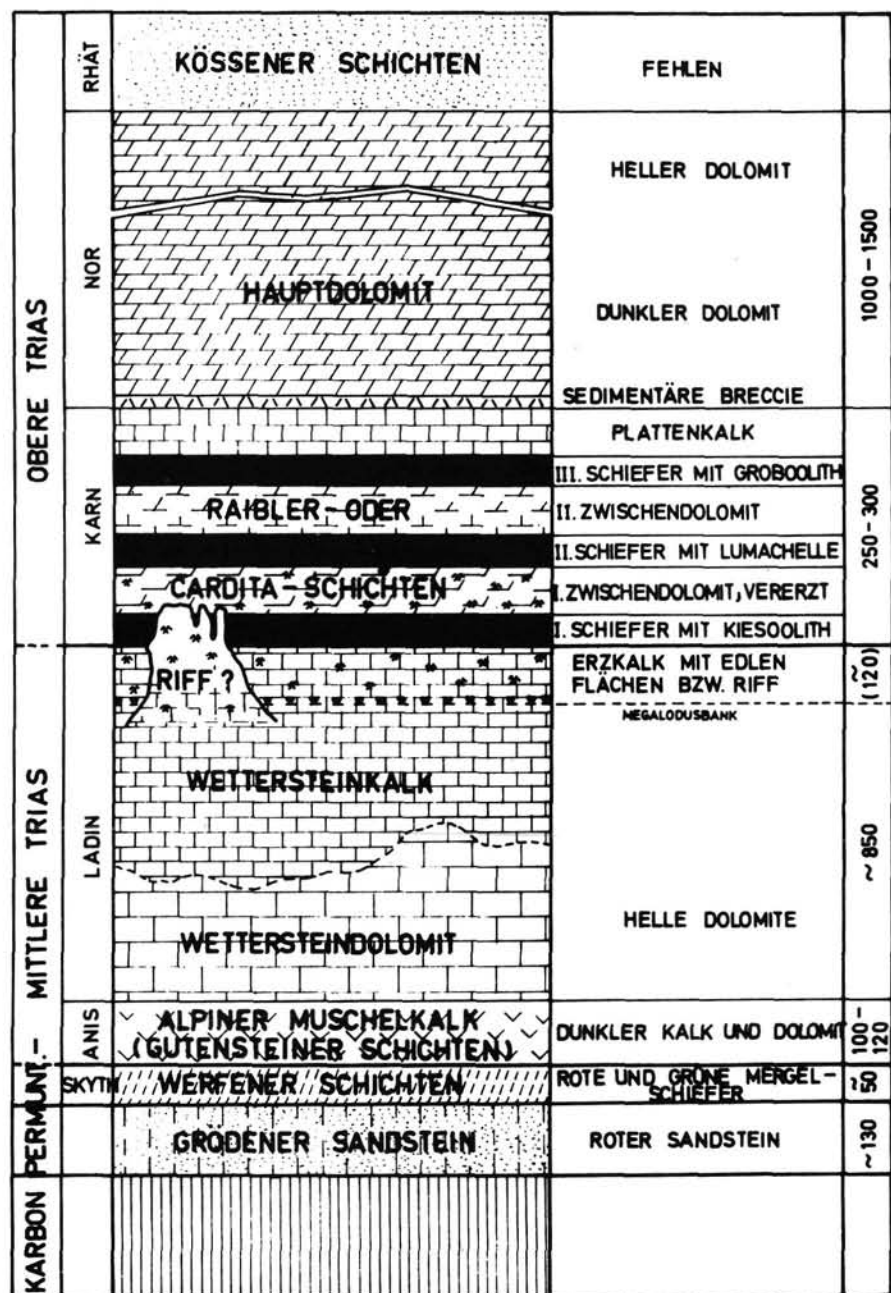 OBERE TRIAS
MITTLERE TRIAS
UNT.-
PERM
KARBON
RHÄT
KÖSSENER SCHICHTEN
FEHLEN
NOR
HAUPTDOLOMIT
HELLER DOLOMIT
DUNKLER DOLOMIT
SEDIMENTÄRE BRECCIE
1000-1500
KARN
PLATTENKALK
III. SCHIEFER MIT GROBOOLITH
RAIBLER-ODER
II. ZWISCHENDOLOMIT
II. SCHIEFER MIT LUMACHELLE
CARDITA-SCHICHTEN
I. ZWISCHENDOLOMIT, VERERZT
I. SCHIEFER MIT KIESOOLITH
250-300
LADIN
RIFF ?
ERZKALK MIT EDLEN
FLÄCHEN BZW. RIFF
~
(120)
MEGALODUSBANK
WETTERSTEINKALK
WETTERSTEINDOLOMIT
HELLE DOLOMITE
~850
ANIS
ALPINER MUSCHELKALK
(GUTENSTEINER SCHICHTEN)
DUNKLER KALK UND DOLOMIT
100-
120
SKYTH
WERFENER SCHICHTEN
ROTE UND GRÜNE MERGEL-
SCHIEFER
~50
GRÖDENER SANDSTEIN
ROTER SANDSTEIN
~130